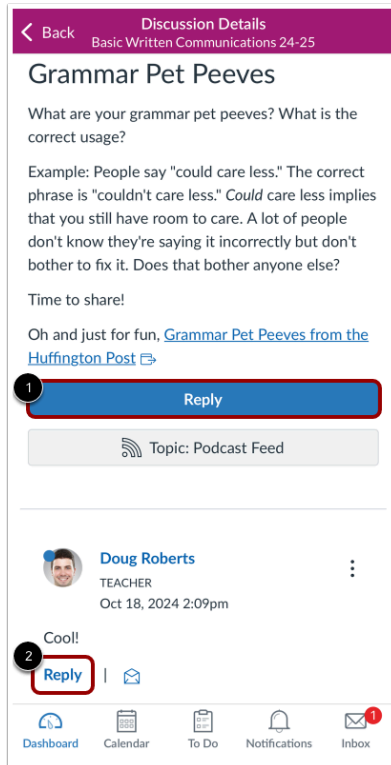 Back
Discussion Details
Basic Written Communications 24-25
Grammar Pet Peeves
What are your grammar pet peeves? What is the
correct usage?
Example: People say "could care less." The correct
phrase is "couldn't care less." Could care less implies
that you still have room to care. A lot of people
don't know they're saying it incorrectly but don't
bother to fix it. Does that bother anyone else?
Time to share!
Oh and just for fun, Grammar Pet Peeves from the
Huffington Post
1
Reply
Topic: Podcast Feed
Doug Roberts
TEACHER
Oct 18, 2024 2:09pm
Cool!
2
Reply |
1
Dashboard Calendar To Do Notifications Inbox